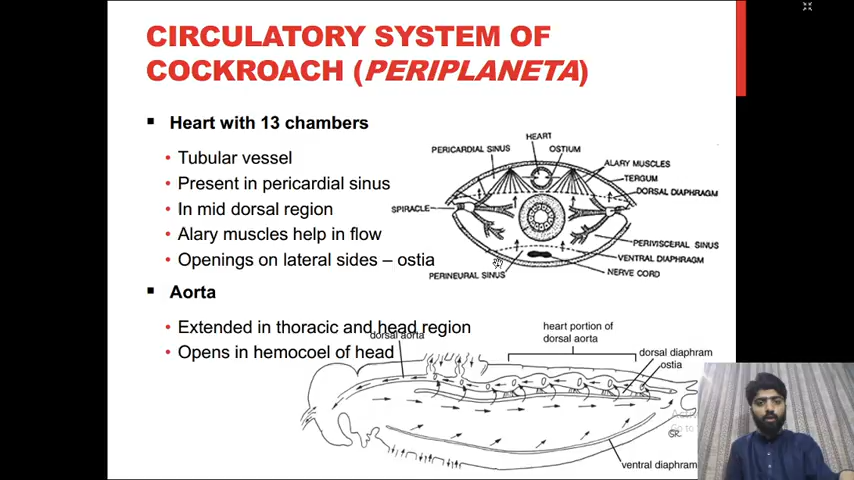 CIRCULATORY SYSTEM OF
COCKROACH (PERIPLANETA)
▪ Heart with 13 chambers
• Tubular vessel
• Present in pericardial sinus
• In mid dorsal region
• Alary muscles help in flow
• Openings on lateral sides – ostia
▪ Aorta
• Extended in thoracic and head region
• Opens in hemocoel of head
HEART
PERICARDIAL SINUS
OSTIUM
ALARY MUSCLES
TERGUM
DORSAL DIAPHRAGM
SPIRACLE
PERIVISCERAL SINUS
VENTRAL DIAPHRAGM
PERINEURAL SINUS
NERVE CORD
dorsal aorta
heart portion of
dorsal aorta
dorsal diaphram
ostia
ventral diaphram